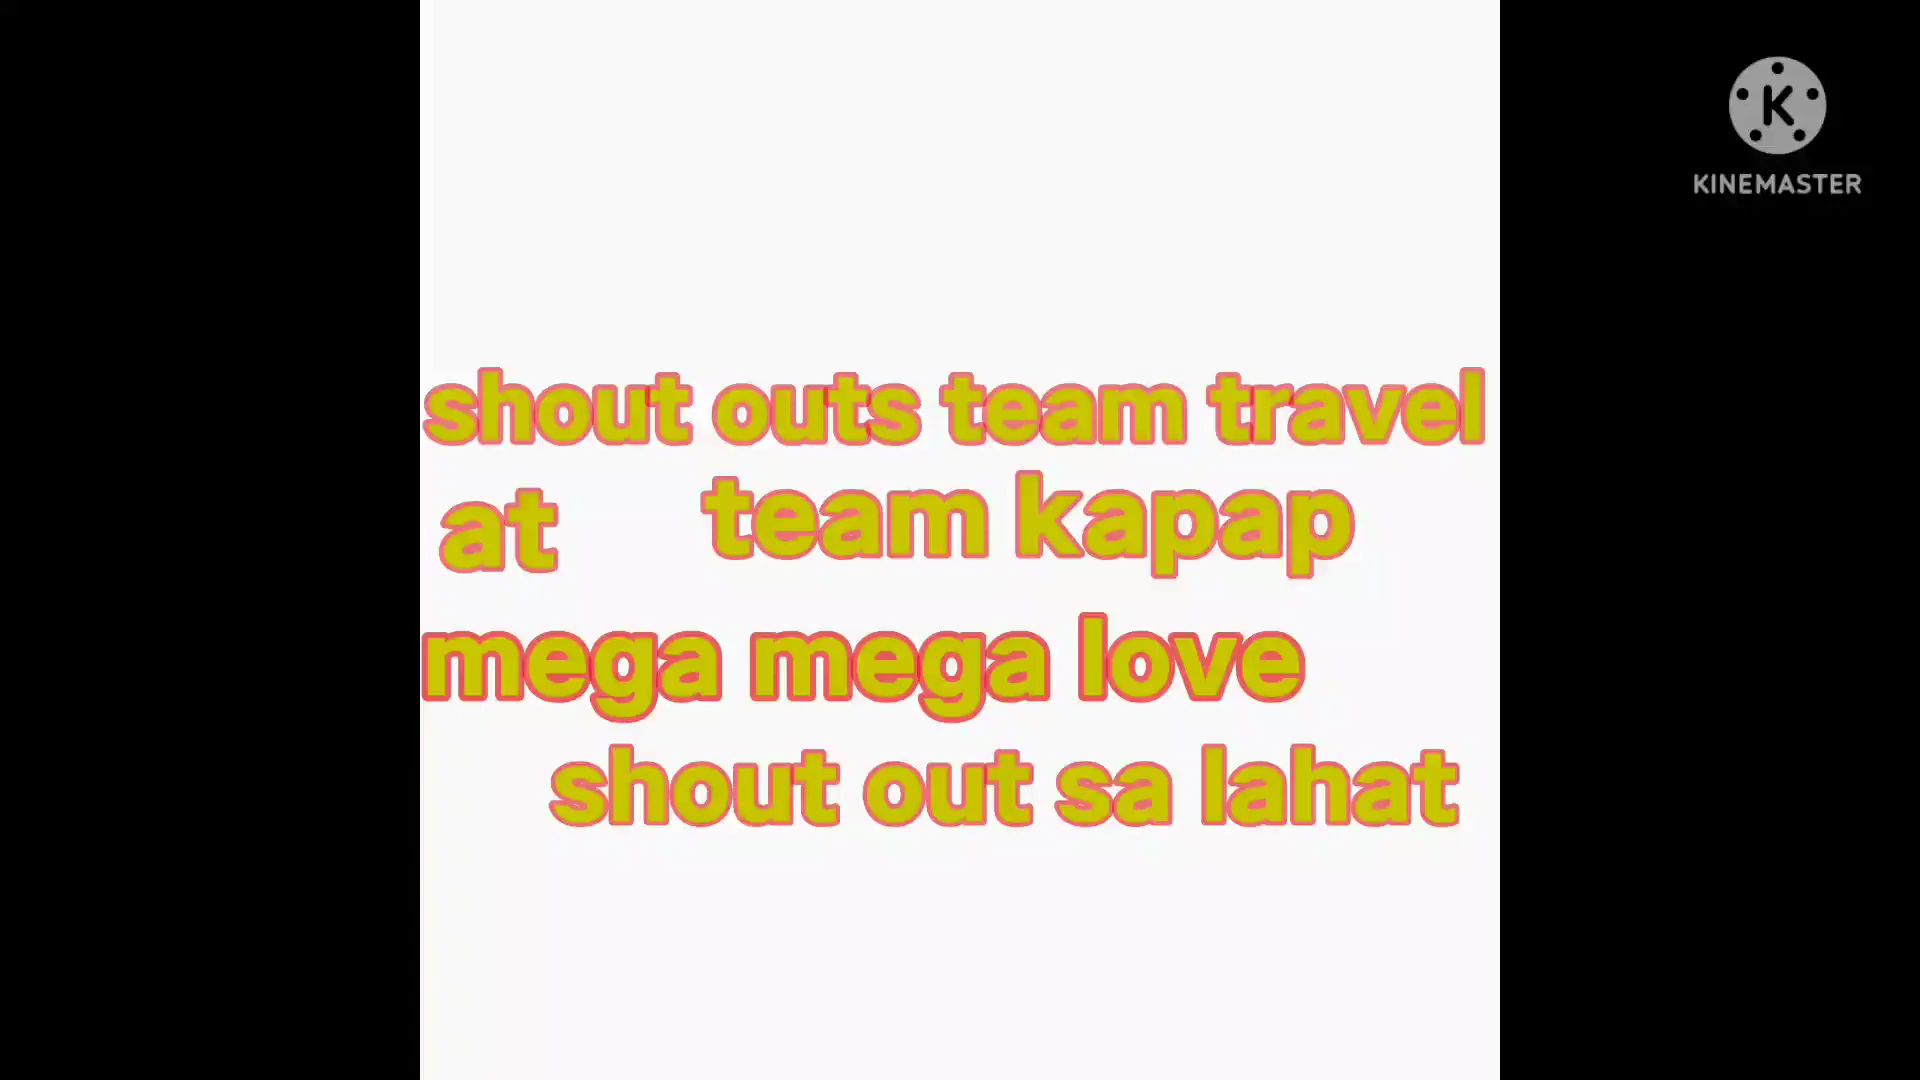 shout outs team travel
at team kapap
mega mega love
shout out sa lahat
K
KINEMASTER